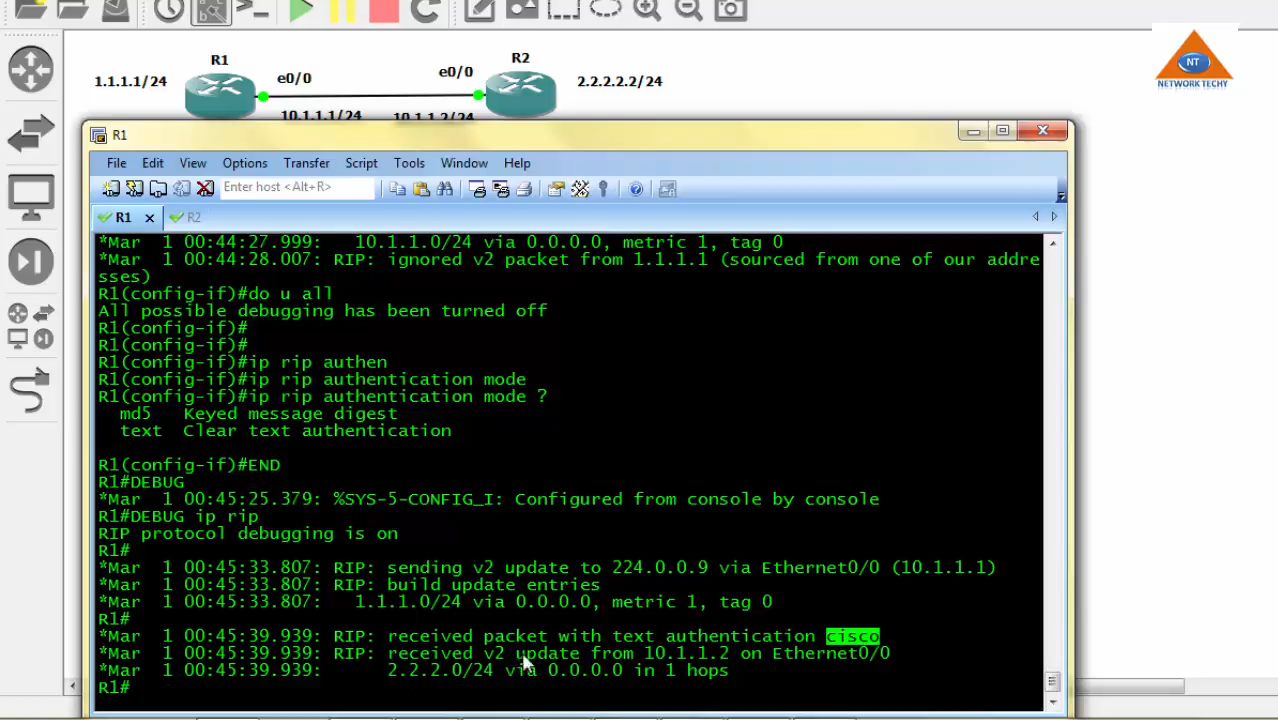 R1
R2
1.1.1.1/24
e0/0
e0/0
2.2.2.2.2/24
10.1.1.1/24
10.1.1.2/24
NT
NETWORK TECHY
R1
File Edit View Options Transfer Script Tools Window Help
Enter host <Alt+R>
R1
R2
*Mar  1 00:44:27.999:   10.1.1.0/24 via 0.0.0.0, metric 1, tag 0
*Mar  1 00:44:28.007: RIP: ignored v2 packet from 1.1.1.1 (sourced from one of our addre
sses)
R1(config-if)#do u all
All possible debugging has been turned off
R1(config-if)#
R1(config-if)#
R1(config-if)#ip rip authen
R1(config-if)#ip rip authentication mode
R1(config-if)#ip rip authentication mode ?
  md5   Keyed message digest
  text  Clear text authentication
R1(config-if)#END
R1#DEBUG
*Mar  1 00:45:25.379: %SYS-5-CONFIG_I: Configured from console by console
R1#DEBUG ip rip
RIP protocol debugging is on
R1#
*Mar  1 00:45:33.807: RIP: sending v2 update to 224.0.0.9 via Ethernet0/0 (10.1.1.1)
*Mar  1 00:45:33.807: RIP: build update entries
*Mar  1 00:45:33.807:   1.1.1.0/24 via 0.0.0.0, metric 1, tag 0
R1#
*Mar  1 00:45:39.939: RIP: received packet with text authentication cisco
*Mar  1 00:45:39.939: RIP: received v2 update from 10.1.1.2 on Ethernet0/0
*Mar  1 00:45:39.939:      2.2.2.0/24 via 0.0.0.0 in 1 hops
R1#